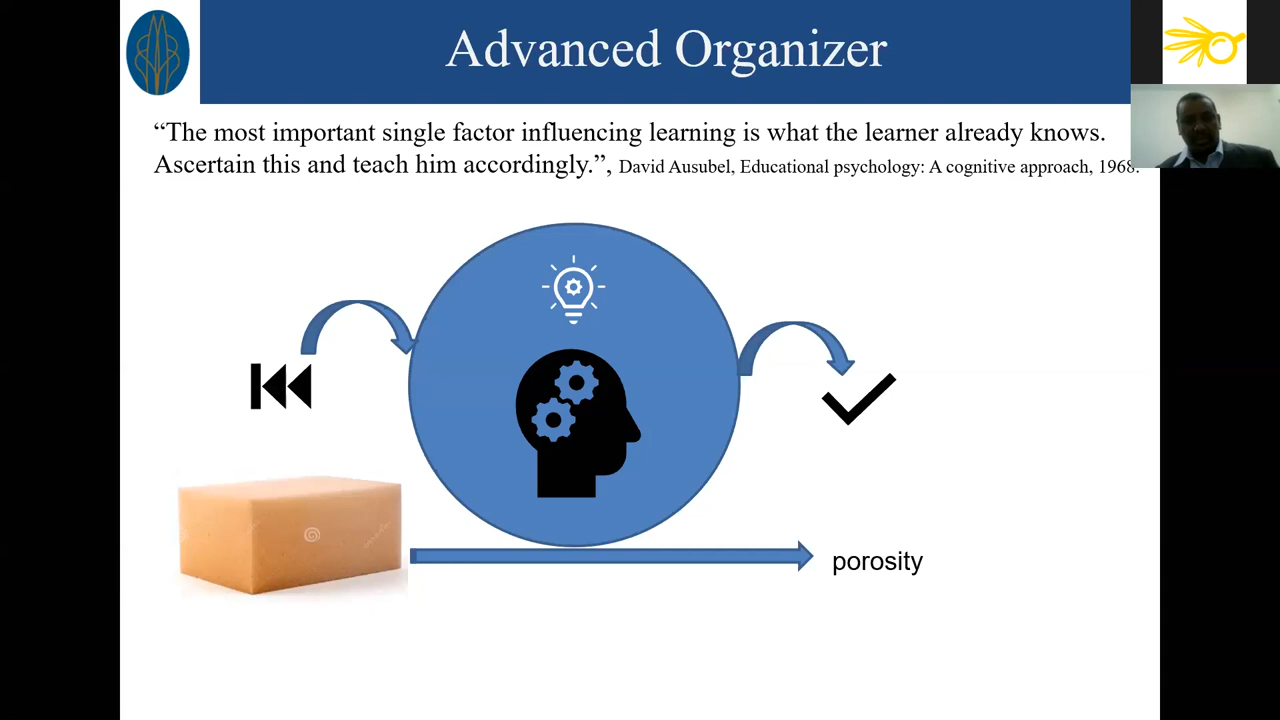 Advanced Organizer
“The most important single factor influencing learning is what the learner already knows.
Ascertain this and teach him accordingly.”, David Ausubel, Educational psychology: A cognitive approach, 1968.
porosity